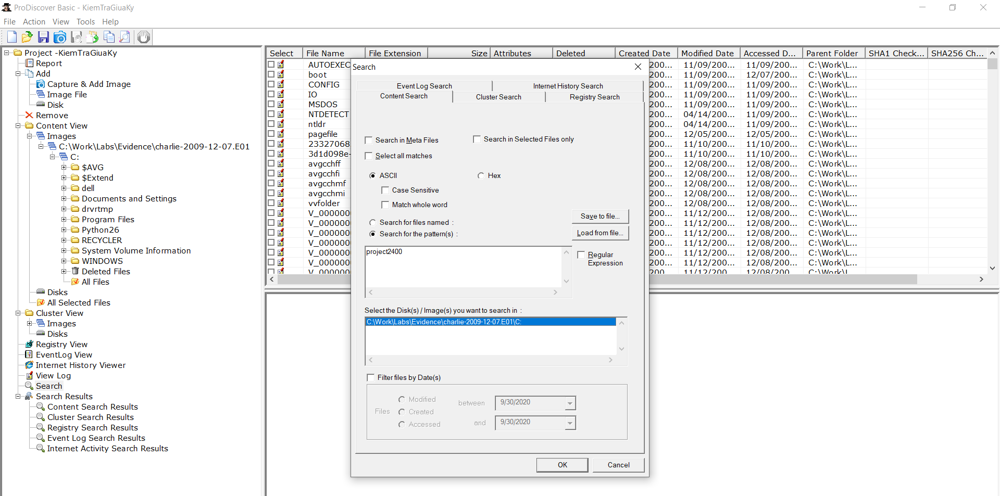 ProDiscover Basic - KiemTraGiuaKy
File Action View Tools Help
Project -KiemTraGiuaKy
Report
Add
Capture & Add Image
Image File
Disk
Remove
Content View
Images
C:\Work\Labs\Evidence\charlie-2009-12-07.E01
C:
$AVG
$Extend
dell
Documents and Settings
drvrtmp
Program Files
Python26
RECYCLER
System Volume Information
WINDOWS
Deleted Files
All Files
Disks
All Selected Files
Cluster View
Images
Disks
Registry View
EventLog View
Internet History Viewer
View Log
Search
Search Results
Content Search Results
Cluster Search Results
Registry Search Results
Event Log Search Results
Internet Activity Search Results
Select File Name File Extension Size Attributes Deleted Created Date Modified Date Accessed D... Parent Folder SHA1 Check... SHA256 Ch...
AUTOEXEC 200... 11/09/200... 11/09/200... C:\Work\L...
boot 200... 11/09/200... 12/07/200... C:\Work\L...
CONFIG 200... 11/09/200... 11/09/200... C:\Work\L...
IO 200... 11/09/200... 11/09/200... C:\Work\L...
MSDOS 200... 11/09/200... 11/09/200... C:\Work\L...
NTDETECT 200... 04/14/200... 11/09/200... C:\Work\L...
ntldr 200... 04/14/200... 11/09/200... C:\Work\L...
pagefile 200... 12/05/200... 12/05/200... C:\Work\L...
23327068 200... 11/10/200... 11/10/200... C:\Work\L...
3d1d098e- 200... 11/10/200... 11/10/200... C:\Work\L...
avgcchff 200... 12/08/200... 12/08/200... C:\Work\L...
avgcchfi 200... 12/08/200... 12/08/200... C:\Work\L...
avgcchmf 200... 12/08/200... 12/08/200... C:\Work\L...
avgcchmi 200... 12/08/200... 12/08/200... C:\Work\L...
vvfolder 200... 12/08/200... 12/08/200... C:\Work\L...
V_000000 200... 11/12/200... 12/08/200... C:\Work\L...
V_000000 200... 11/12/200... 12/08/200... C:\Work\L...
V_000000 200... 11/12/200... 12/08/200... C:\Work\L...
V_000000 200... 11/12/200... 12/08/200... C:\Work\L...
V_000000 200... 11/12/200... 12/08/200... C:\Work\L...
V_000000 200... 11/12/200... 12/08/200... C:\Work\L...
V_000000 200... 11/12/200... 12/08/200... C:\Work\L...
Search
Event Log Search Internet History Search
Content Search Cluster Search Registry Search
Search in Meta Files Search in Selected Files only
Select all matches
ASCII Hex
Case Sensitive
Match whole word
Save to file...
Search for files named :
Search for the pattern(s) :
Load from file...
project2400
Regular
Expression
Select the Disk(s) / Image(s) you want to search in :
C:\Work\Labs\Evidence\charlie-2009-12-07.E01\C:
Filter files by Date(s)
Files
Modified
Created
Accessed
between 9/30/2020
and 9/30/2020
OK Cancel